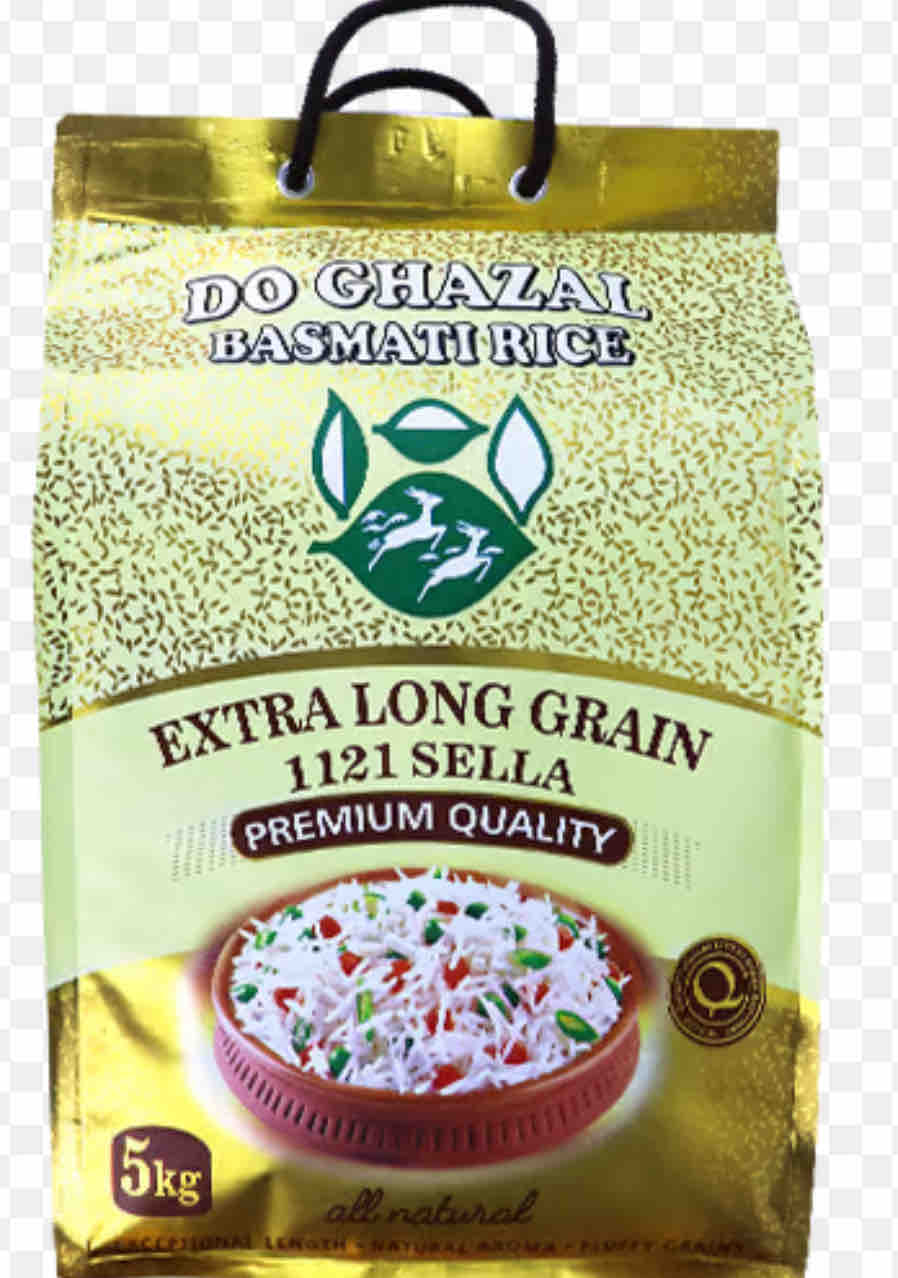 DO GHAZAL
BASMATI RICE
EXTRA LONG GRAIN
1121 SELLA
PREMIUM QUALITY
Q
5kg
all natural
EXCEPTIONAL LENGTH • NATURAL AROMA • FLUFFY GRAINS